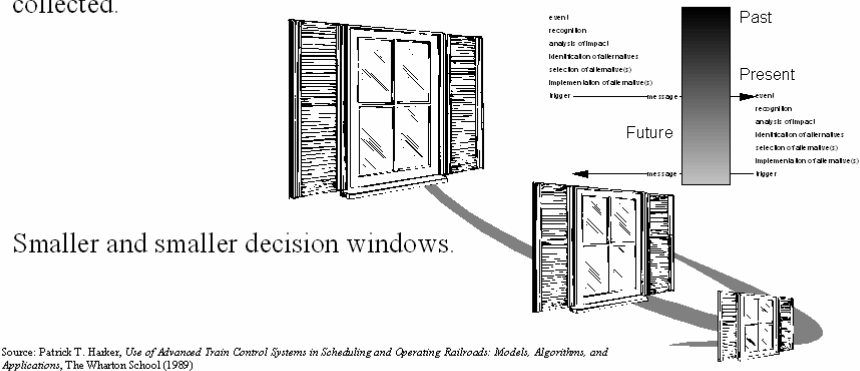 collected.
event
recognition
analysis of impact
identification of alternatives
selection of alternative(s)
implementation of alternative(s)
trigger
message
Past
Present
Future
event
recognition
analysis of impact
identification of alternatives
selection of alternative(s)
implementation of alternative(s)
message
trigger
Smaller and smaller decision windows.
Source: Patrick T. Harker, Use of Advanced Train Control Systems in Scheduling and Operating Railroads: Models, Algorithms, and
Applications, The Wharton School (1989)